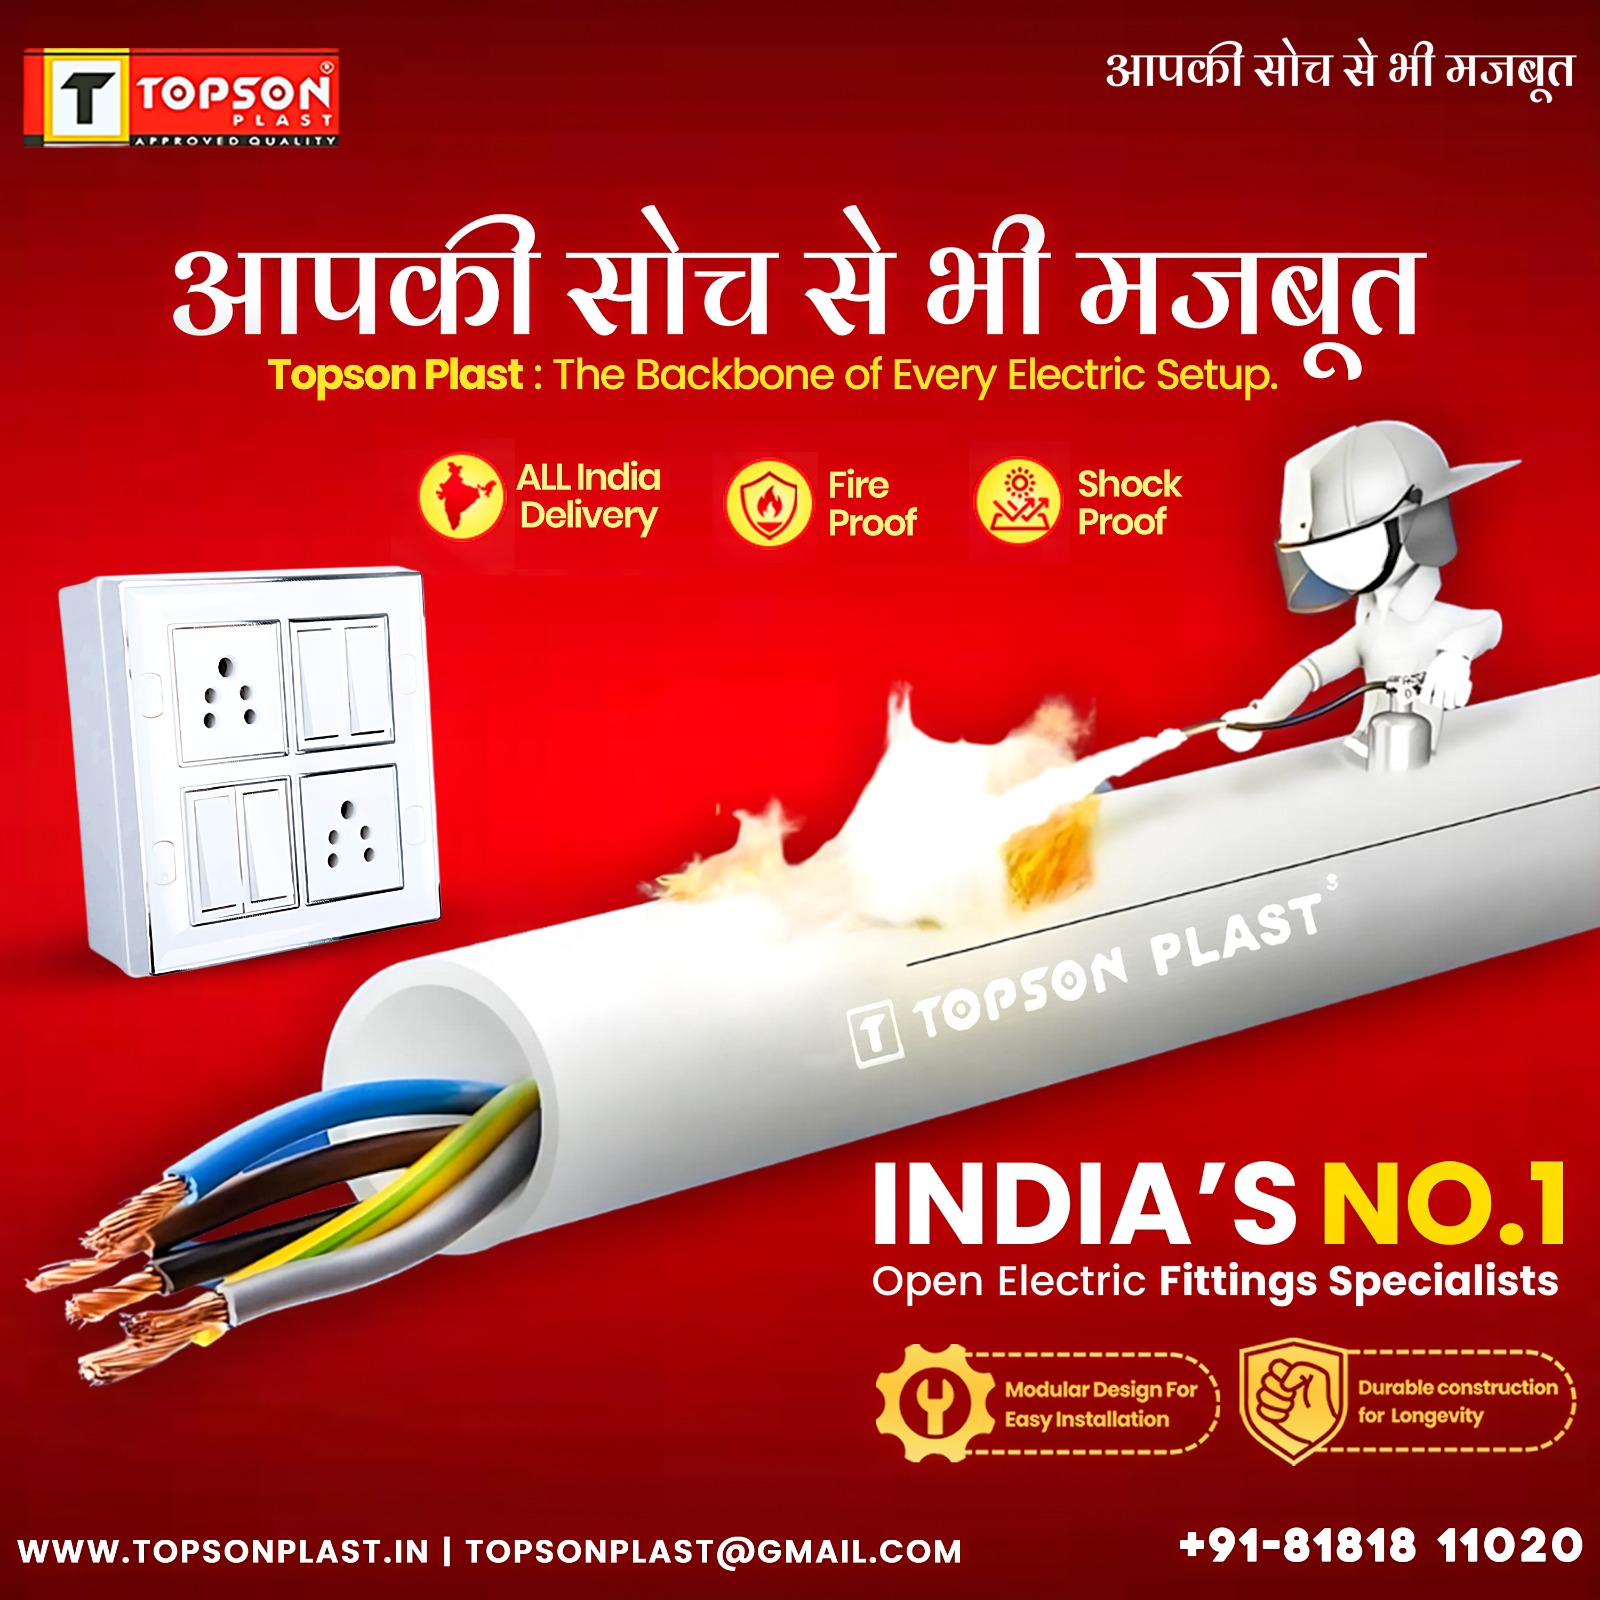 T TOPSON®
PLAST
APPROVED QUALITY
आपकी सोच से भी मजबूत
आपकी सोच से भी मजबूत
Topson Plast : The Backbone of Every Electric Setup.
ALL India
Delivery
Fire
Proof
Shock
Proof
T TOPSON PLAST S
INDIA'S NO.1
Open Electric Fittings Specialists
Modular Design For
Easy Installation
Durable construction
for Longevity
WWW.TOPSONPLAST.IN | TOPSONPLAST@GMAIL.COM
+91-81818 11020